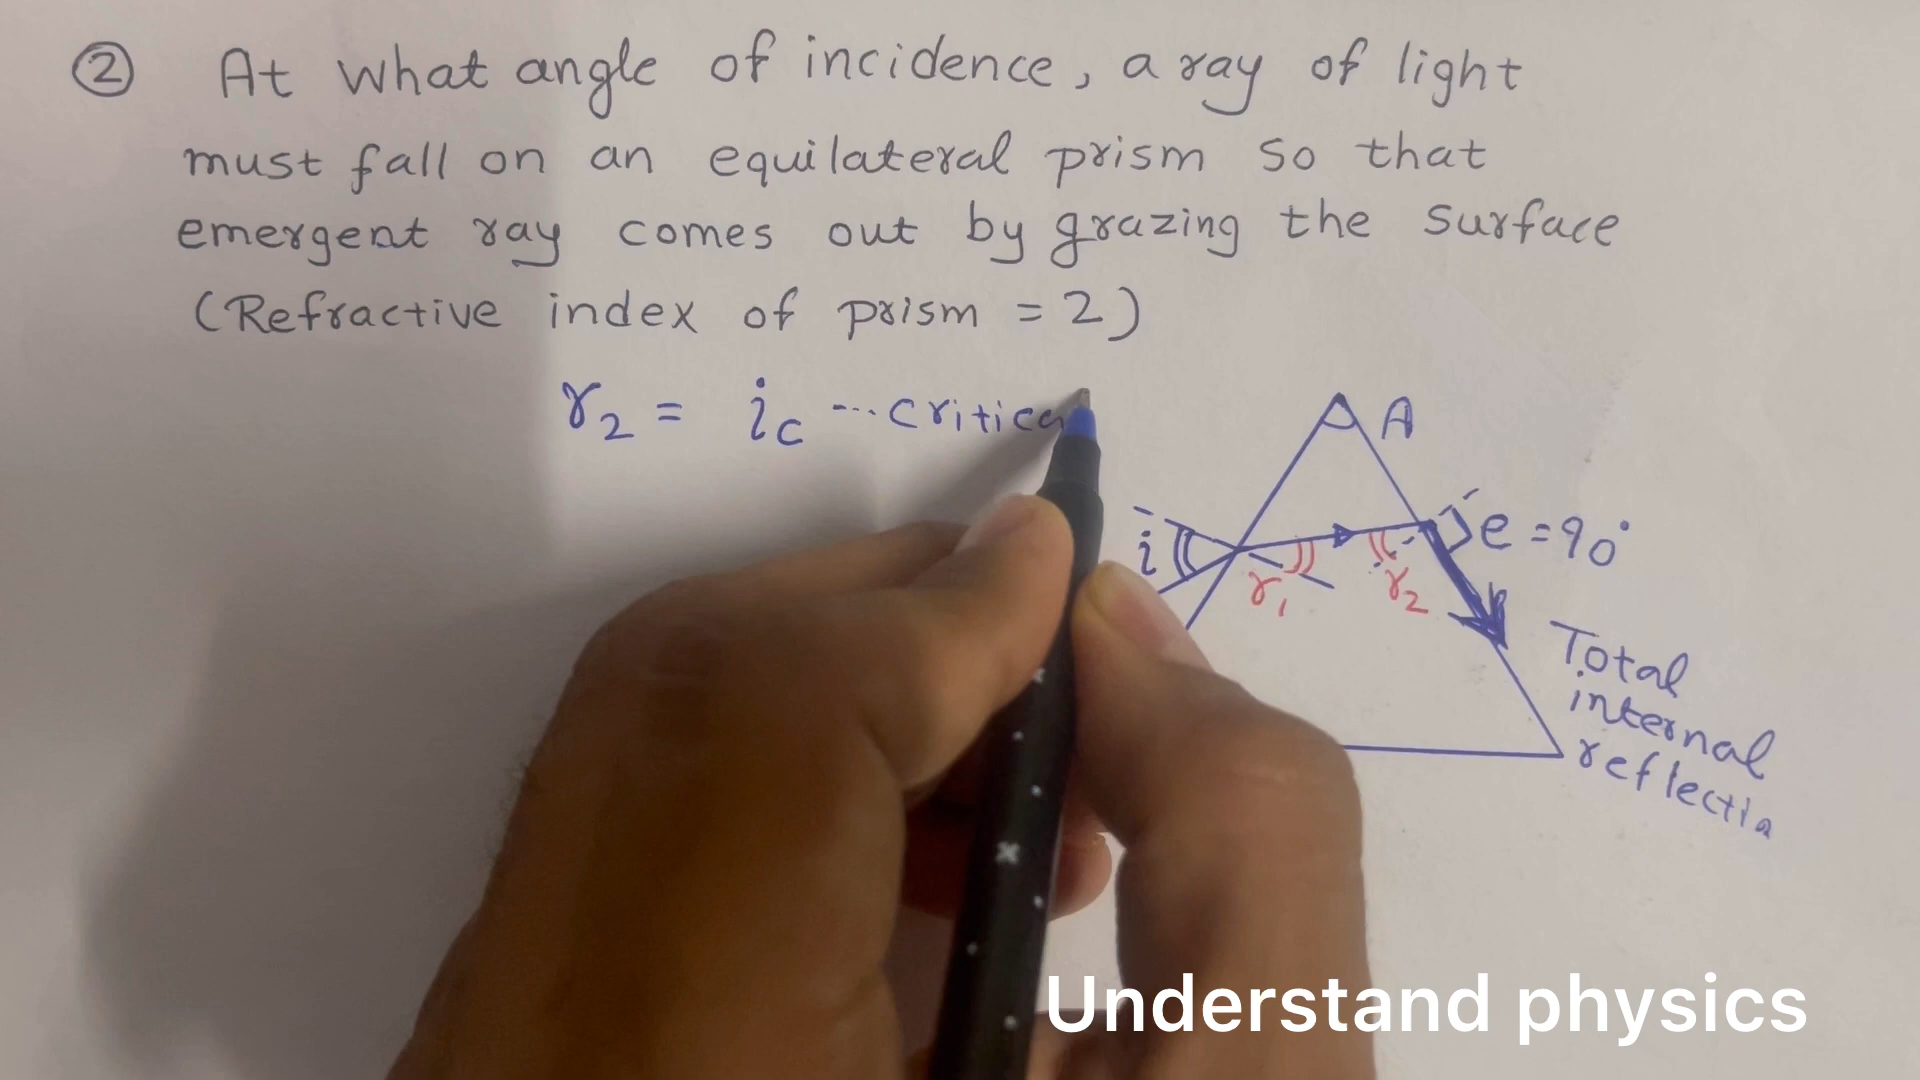 ② At what angle of incidence, a ray of light
must fall on an equilateral prism so that
emergent ray comes out by grazing the surface
(Refractive index of prism = 2)
r₂ = i_c ... critica
A
i
r₁
r₂
e = 90°
Total
internal
reflectio
Understand physics